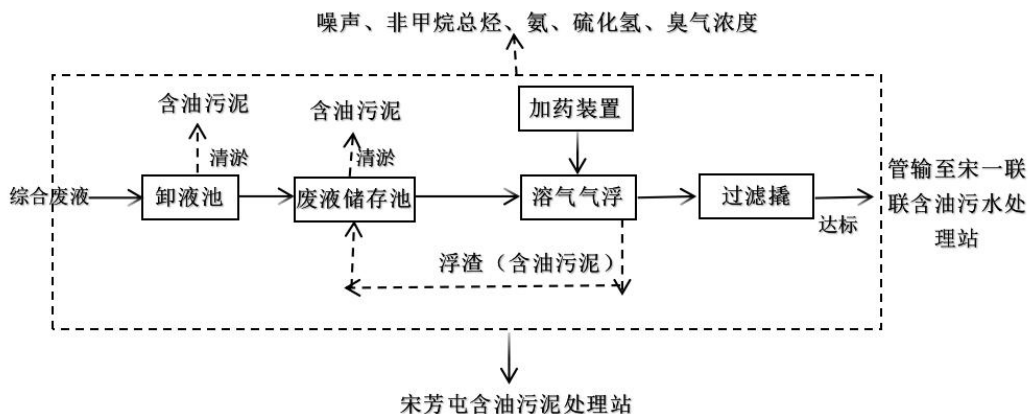 噪声、非甲烷总烃、氨、硫化氢、臭气浓度
含油污泥
含油污泥
加药装置
清淤
清淤
综合废液
卸液池
废液储存池
溶气气浮
过滤撬
达标
管输至宋一联
联含油污水处
理站
浮渣（含油污泥）
宋芳屯含油污泥处理站